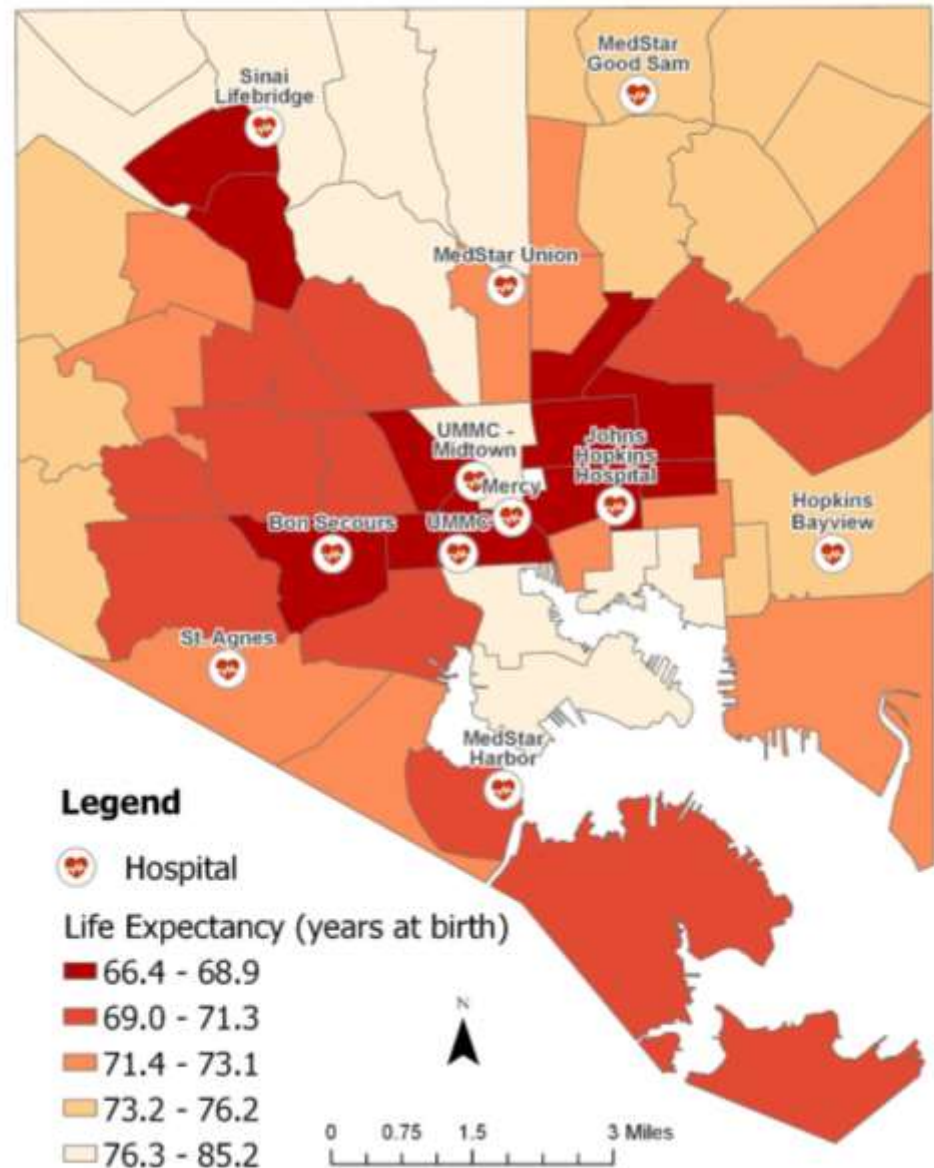 MedStar
Good Sam
Sinai
Lifebridge
MedStar Union
UMMC -
Midtown
Johns
Hopkins
Hospital
Mercy
Bon Secours
UMMC
Hopkins
Bayview
St. Agnes
MedStar
Harbor
Legend
Hospital
Life Expectancy (years at birth)
66.4 - 68.9
69.0 - 71.3
71.4 - 73.1
73.2 - 76.2
76.3 - 85.2
N
0 0.75 1.5 3 Miles